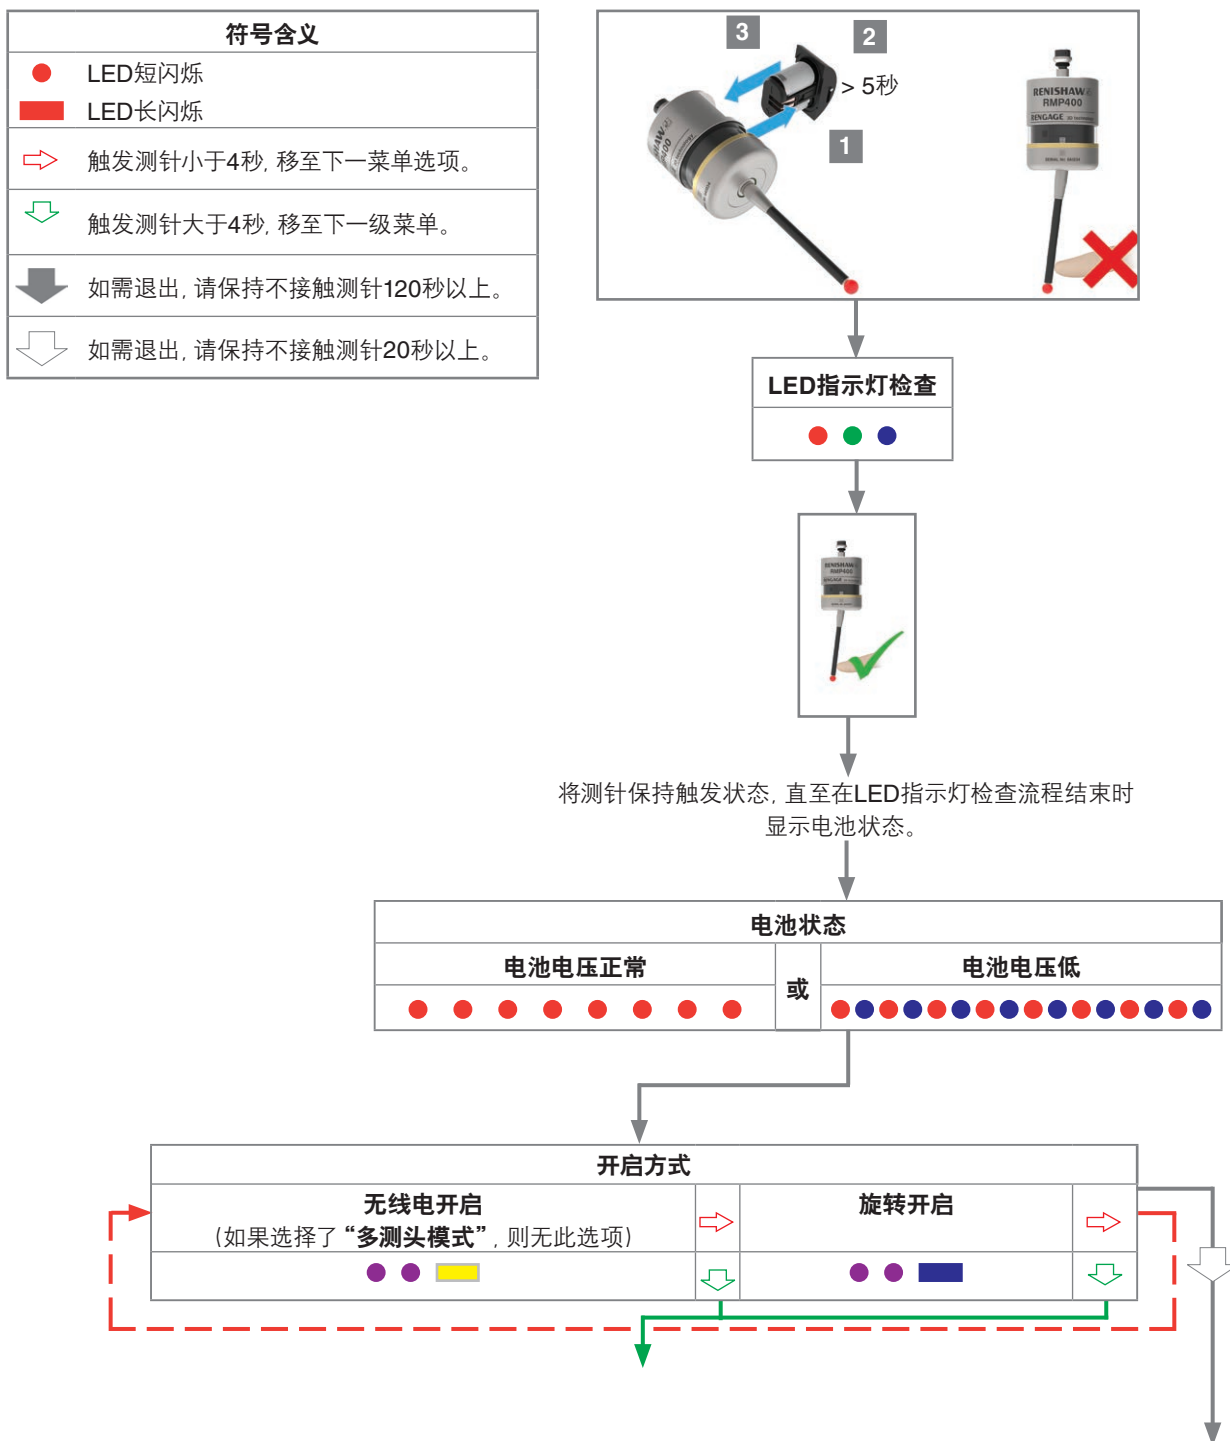 符号含义
LED短闪烁
LED长闪烁
触发测针小于4秒, 移至下一菜单选项。
触发测针大于4秒, 移至下一级菜单。
如需退出, 请保持不接触测针120秒以上。
如需退出, 请保持不接触测针20秒以上。
3
2
> 5秒
1
RENISHAW
RMP400
RENGAGE
LED指示灯检查
RENISHAW
RMP400
RENGAGE
将测针保持触发状态, 直至在LED指示灯检查流程结束时
显示电池状态。
电池状态
电池电压正常
或
电池电压低
开启方式
无线电开启
(如果选择了“多测头模式”, 则无此选项)
旋转开启